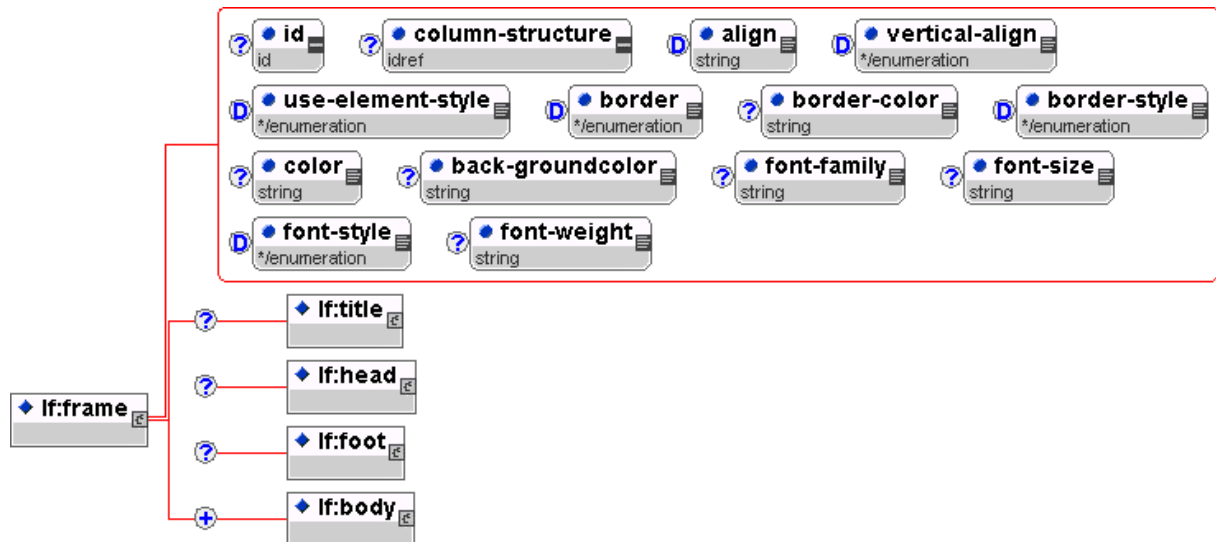 ? id ? column-structure D align D vertical-align
id idref string */enumeration
D use-element-style D border ? border-color D border-style
*/enumeration */enumeration string */enumeration
? color ? back-groundcolor ? font-family ? font-size
string string string string
D font-style ? font-weight
*/enumeration string
? lf:title
? lf:head
lf:frame
? lf:foot
+ lf:body